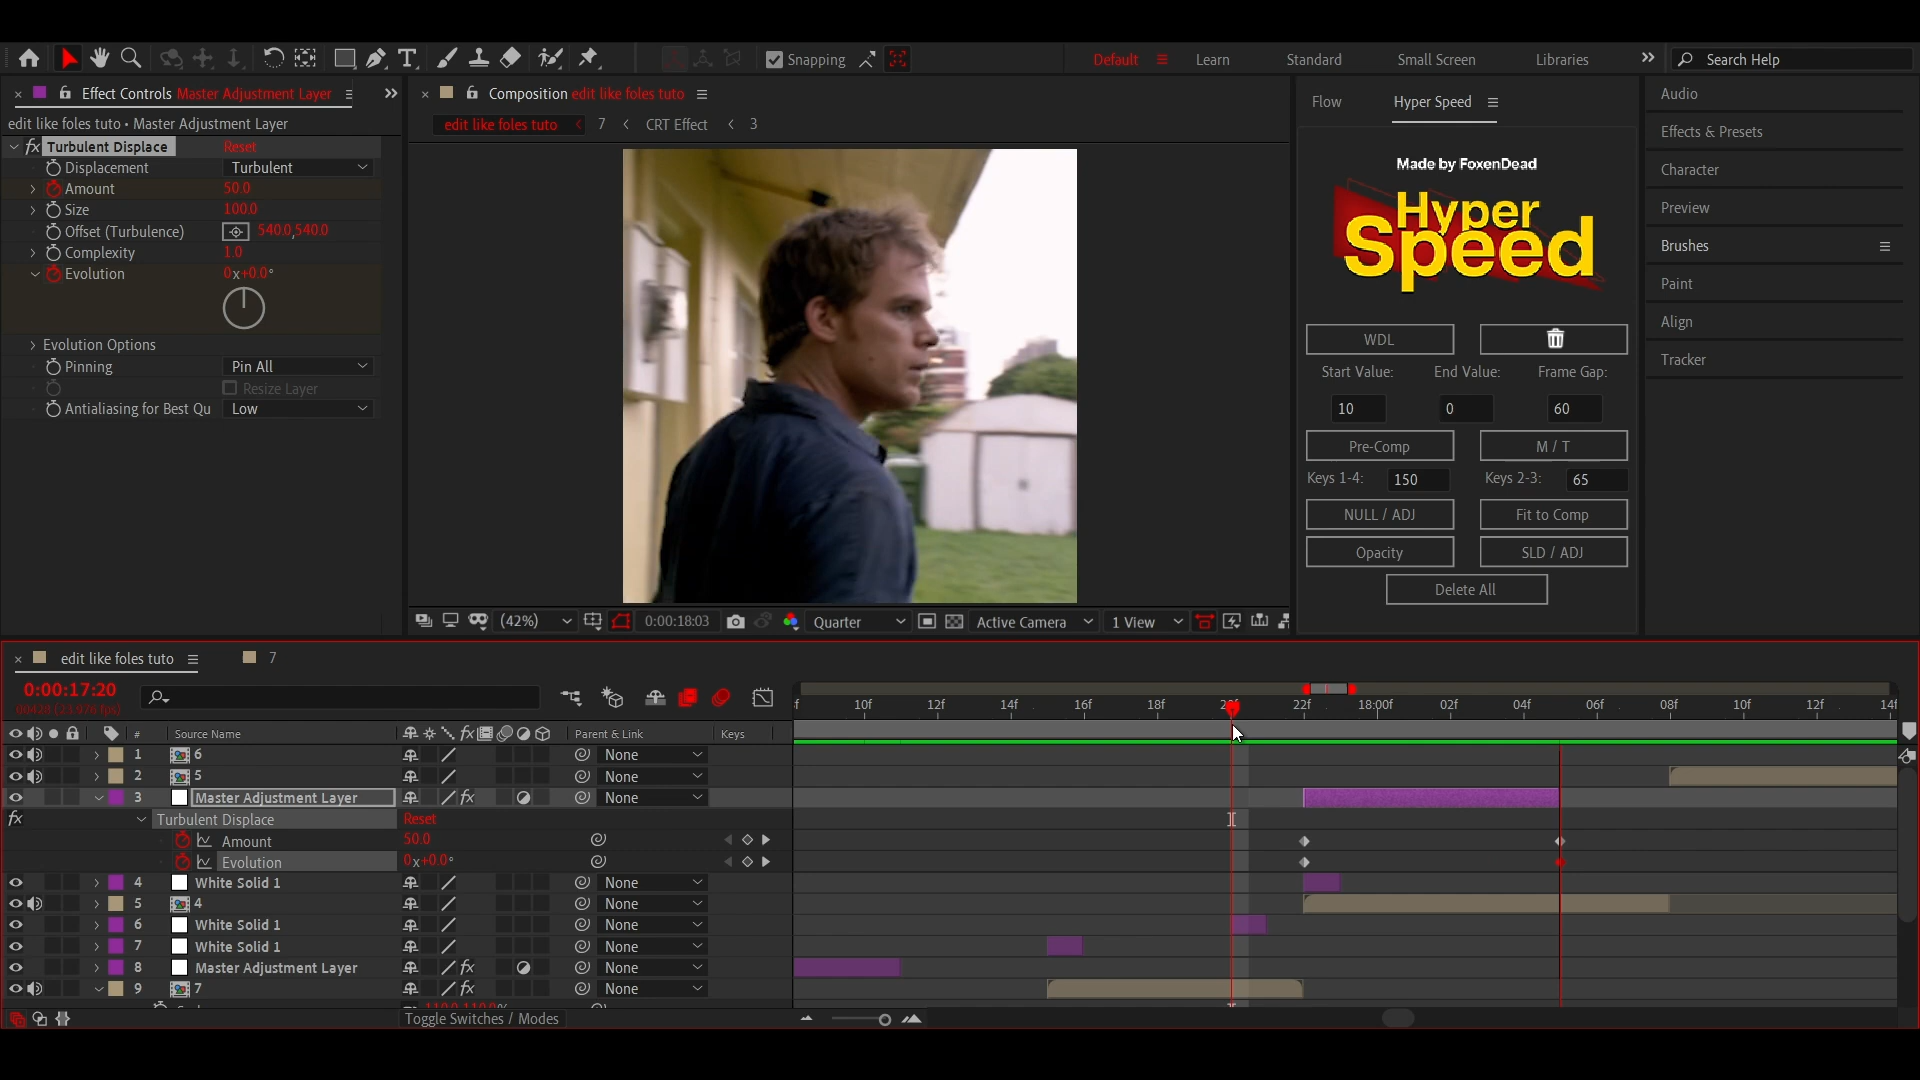 Snapping
Default
Learn
Standard
Small Screen
Libraries
Search Help
Effect Controls Master Adjustment Layer
edit like foles tuto • Master Adjustment Layer
fx Turbulent Displace Reset
Displacement Turbulent
Amount 50.0
Size 100.0
Offset (Turbulence) 540.0,540.0
Complexity 1.0
Evolution 0x+0.0°
Evolution Options
Pinning Pin All
Resize Layer
Antialiasing for Best Qu Low
Composition edit like foles tuto
edit like foles tuto 7 CRT Effect 3
(42%) 0:00:18:03 Quarter Active Camera 1 View
Flow Hyper Speed
Made by FoxenDead
Hyper
Speed
WDL
Start Value: End Value: Frame Gap:
10 0 60
Pre-Comp M / T
Keys 1-4: 150 Keys 2-3: 65
NULL / ADJ Fit to Comp
Opacity SLD / ADJ
Delete All
Audio
Effects & Presets
Character
Preview
Brushes
Paint
Align
Tracker
edit like foles tuto 7
0:00:17:20
10f 12f 14f 16f 18f 22f 18:00f 02f 04f 06f 08f 10f 12f 14f
# Source Name fx Parent & Link Keys
1 6 None
2 5 None
3 Master Adjustment Layer fx None
fx Turbulent Displace Reset
Amount 50.0
Evolution 0x+0.0°
4 White Solid 1 None
5 4 None
6 White Solid 1 None
7 White Solid 1 None
8 Master Adjustment Layer fx None
9 7 fx None
Toggle Switches / Modes